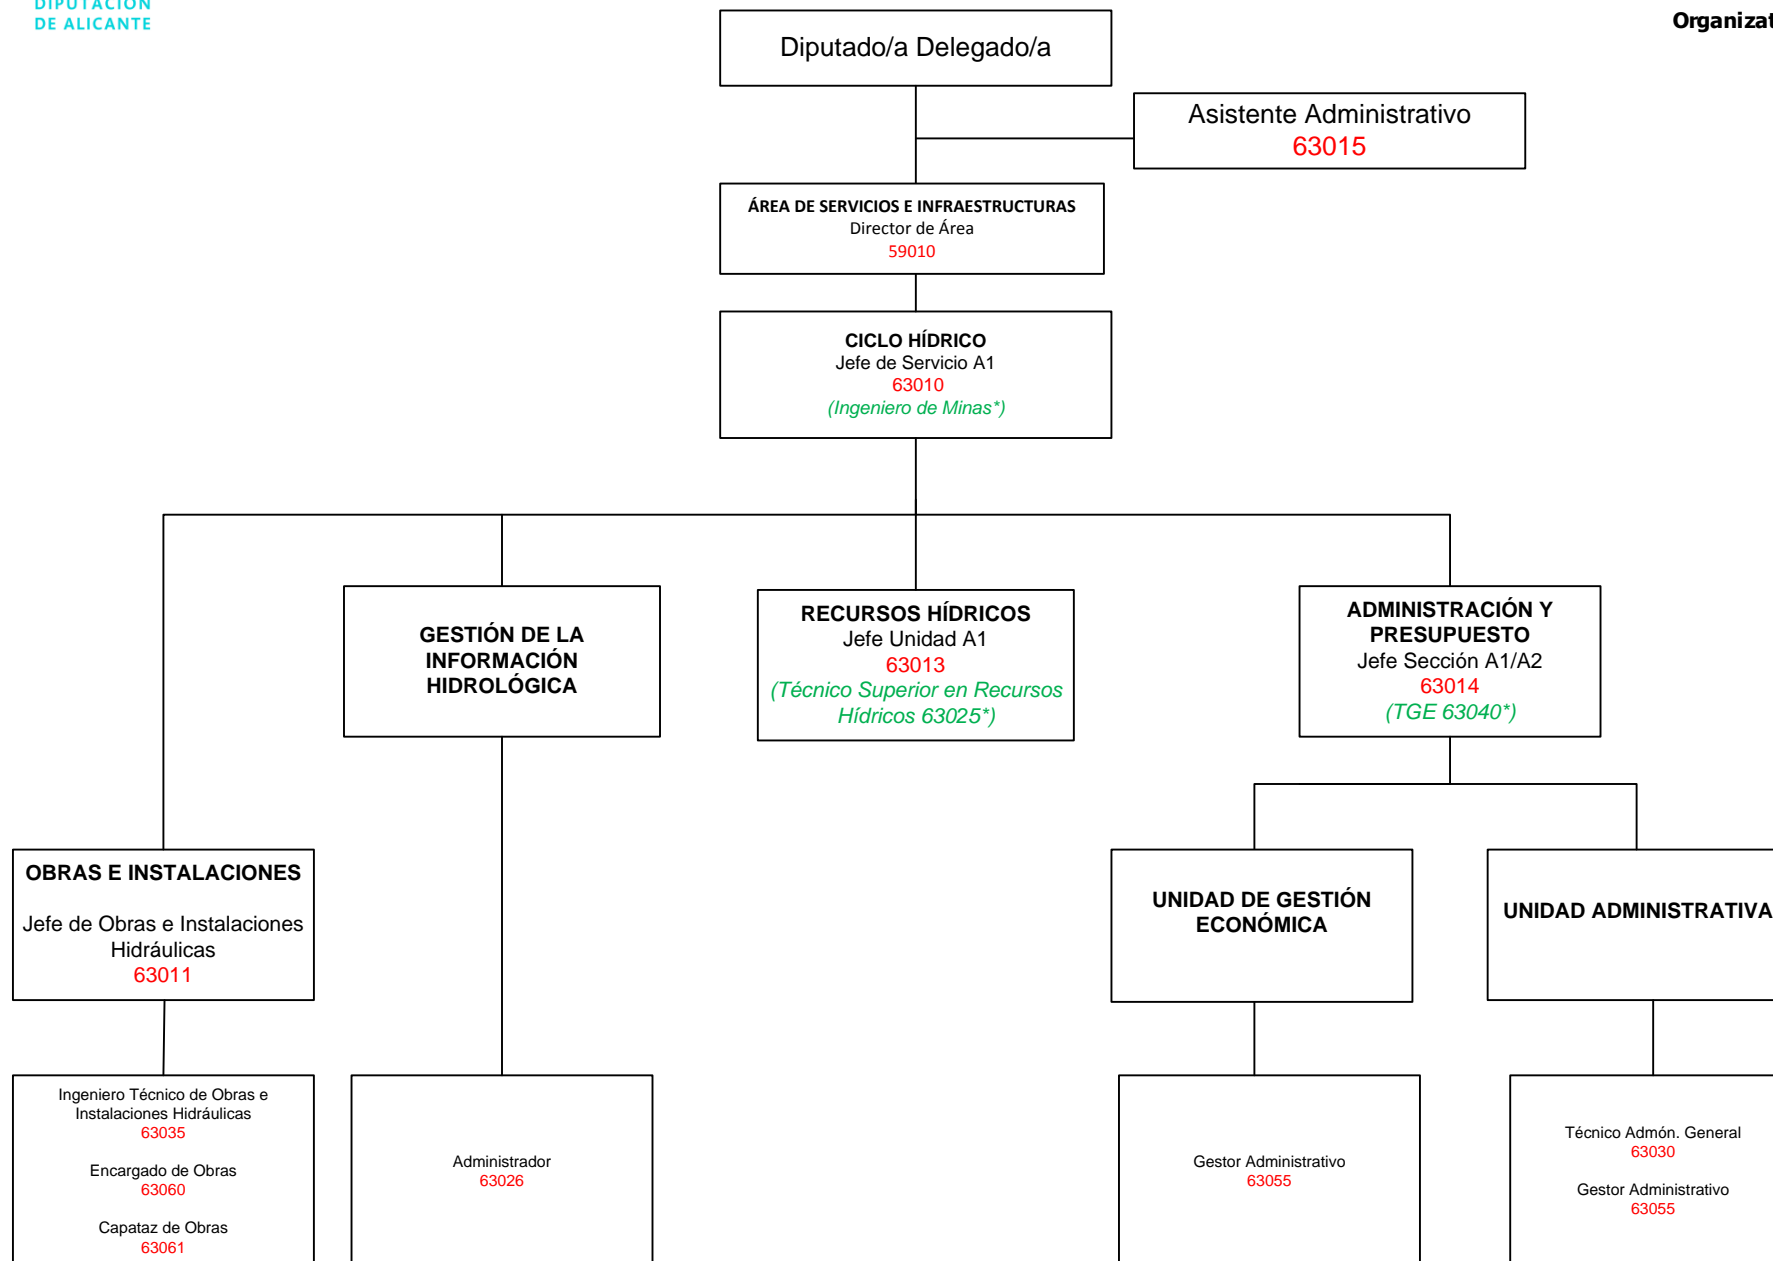 DIPUTACIÓN
DE ALICANTE
Diputado/a Delegado/a
Asistente Administrativo
63015
ÁREA DE SERVICIOS E INFRAESTRUCTURAS
Director de Área
59010
CICLO HÍDRICO
Jefe de Servicio A1
63010
(Ingeniero de Minas*)
GESTIÓN DE LA
INFORMACIÓN
HIDROLÓGICA
RECURSOS HÍDRICOS
Jefe Unidad A1
63013
(Técnico Superior en Recursos
Hídricos 63025*)
ADMINISTRACIÓN Y
PRESUPUESTO
Jefe Sección A1/A2
63014
(TGE 63040*)
OBRAS E INSTALACIONES
Jefe de Obras e Instalaciones
Hidráulicas
63011
UNIDAD DE GESTIÓN
ECONÓMICA
UNIDAD ADMINISTRATIVA
Ingeniero Técnico de Obras e
Instalaciones Hidráulicas
63035
Encargado de Obras
63060
Capataz de Obras
63061
Administrador
63026
Gestor Administrativo
63055
Técnico Admón. General
63030
Gestor Administrativo
63055